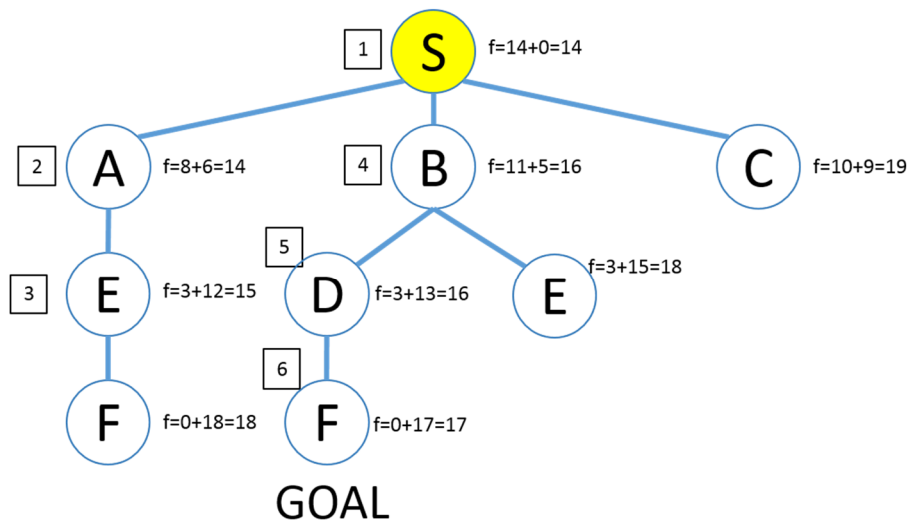 1
S
f=14+0=14
2
A
f=8+6=14
4
B
f=11+5=16
C
f=10+9=19
3
E
f=3+12=15
5
D
f=3+13=16
E
f=3+15=18
F
f=0+18=18
6
F
f=0+17=17
GOAL